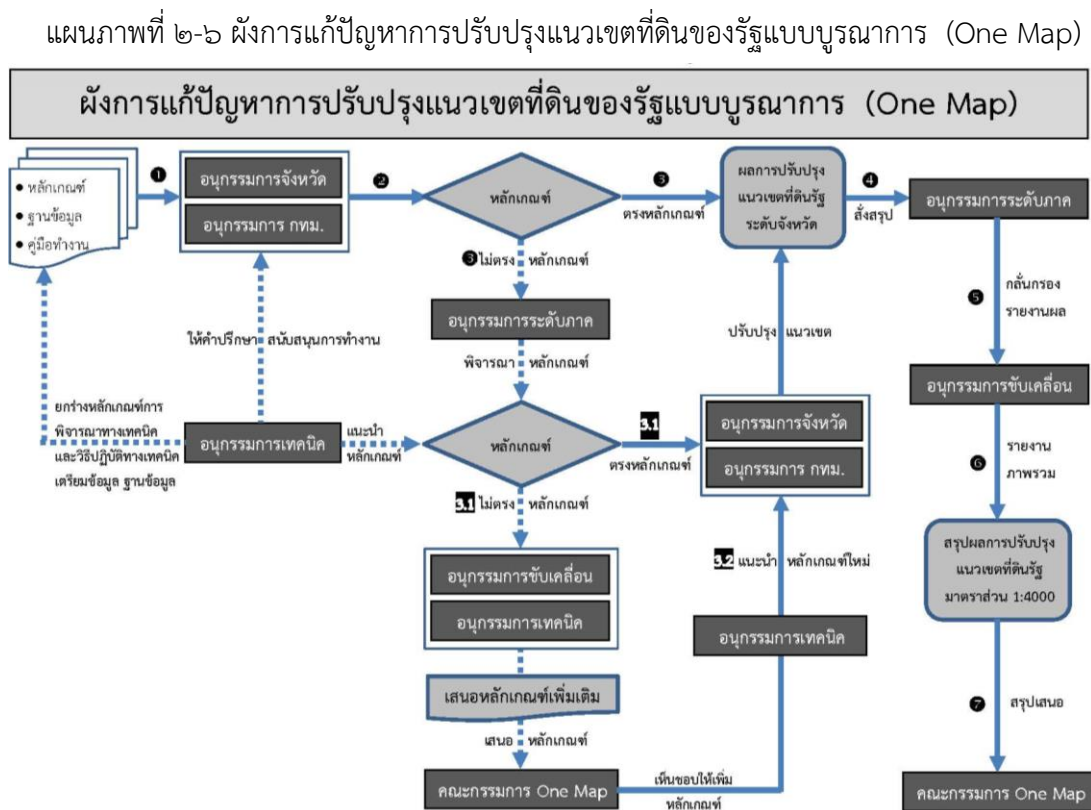 แผนภาพที่ ๒-๖ ผังการแก้ปัญหาการปรับปรุงแนวเขตที่ดินของรัฐแบบบูรณาการ (One Map)
ผังการแก้ปัญหาการปรับปรุงแนวเขตที่ดินของรัฐแบบบูรณาการ (One Map)
• หลักเกณฑ์
• ฐานข้อมูล
• คู่มือทำงาน
❶
อนุกรรมการจังหวัด
อนุกรรมการ กทม.
❷
หลักเกณฑ์
❸
ตรงหลักเกณฑ์
ผลการปรับปรุง
แนวเขตที่ดินรัฐ
ระดับจังหวัด
❹
สั่งสรุป
อนุกรรมการระดับภาค
❸ ไม่ตรง หลักเกณฑ์
อนุกรรมการระดับภาค
❺
กลั่นกรอง
รายงานผล
ให้คำปรึกษา สนับสนุนการทำงาน
พิจารณา หลักเกณฑ์
ปรับปรุง แนวเขต
อนุกรรมการขับเคลื่อน
ยกร่างหลักเกณฑ์การ
พิจารณาทางเทคนิค
และวิธีปฏิบัติทางเทคนิค
เตรียมข้อมูล ฐานข้อมูล
อนุกรรมการเทคนิค
แนะนำ
หลักเกณฑ์
หลักเกณฑ์
3.1
ตรงหลักเกณฑ์
อนุกรรมการจังหวัด
อนุกรรมการ กทม.
❻
รายงาน
ภาพรวม
3.1 ไม่ตรง หลักเกณฑ์
อนุกรรมการขับเคลื่อน
อนุกรรมการเทคนิค
3.2 แนะนำ หลักเกณฑ์ใหม่
สรุปผลการปรับปรุง
แนวเขตที่ดินรัฐ
มาตราส่วน 1:4000
อนุกรรมการเทคนิค
เสนอหลักเกณฑ์เพิ่มเติม
❼
สรุปเสนอ
เสนอ หลักเกณฑ์
คณะกรรมการ One Map
เห็นชอบให้เพิ่ม
หลักเกณฑ์
คณะกรรมการ One Map